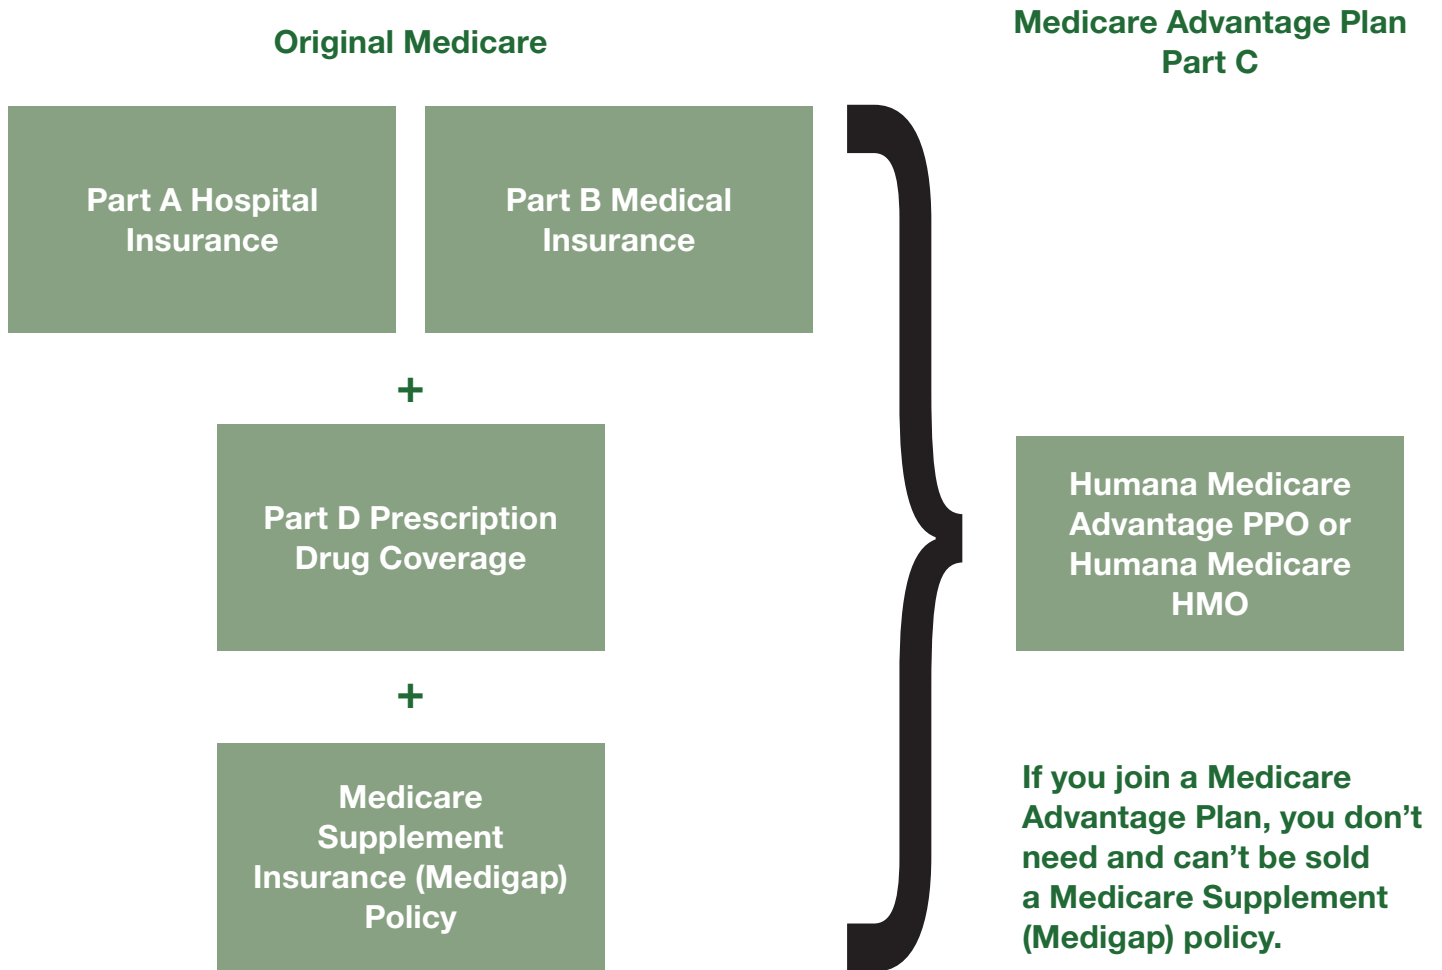 Original Medicare
Medicare Advantage Plan
Part C
Part A Hospital
Insurance
Part B Medical
Insurance
+
Part D Prescription
Drug Coverage
+
Medicare
Supplement
Insurance (Medigap)
Policy
Humana Medicare
Advantage PPO or
Humana Medicare
HMO
If you join a Medicare
Advantage Plan, you don’t
need and can't be sold
a Medicare Supplement
(Medigap) policy.